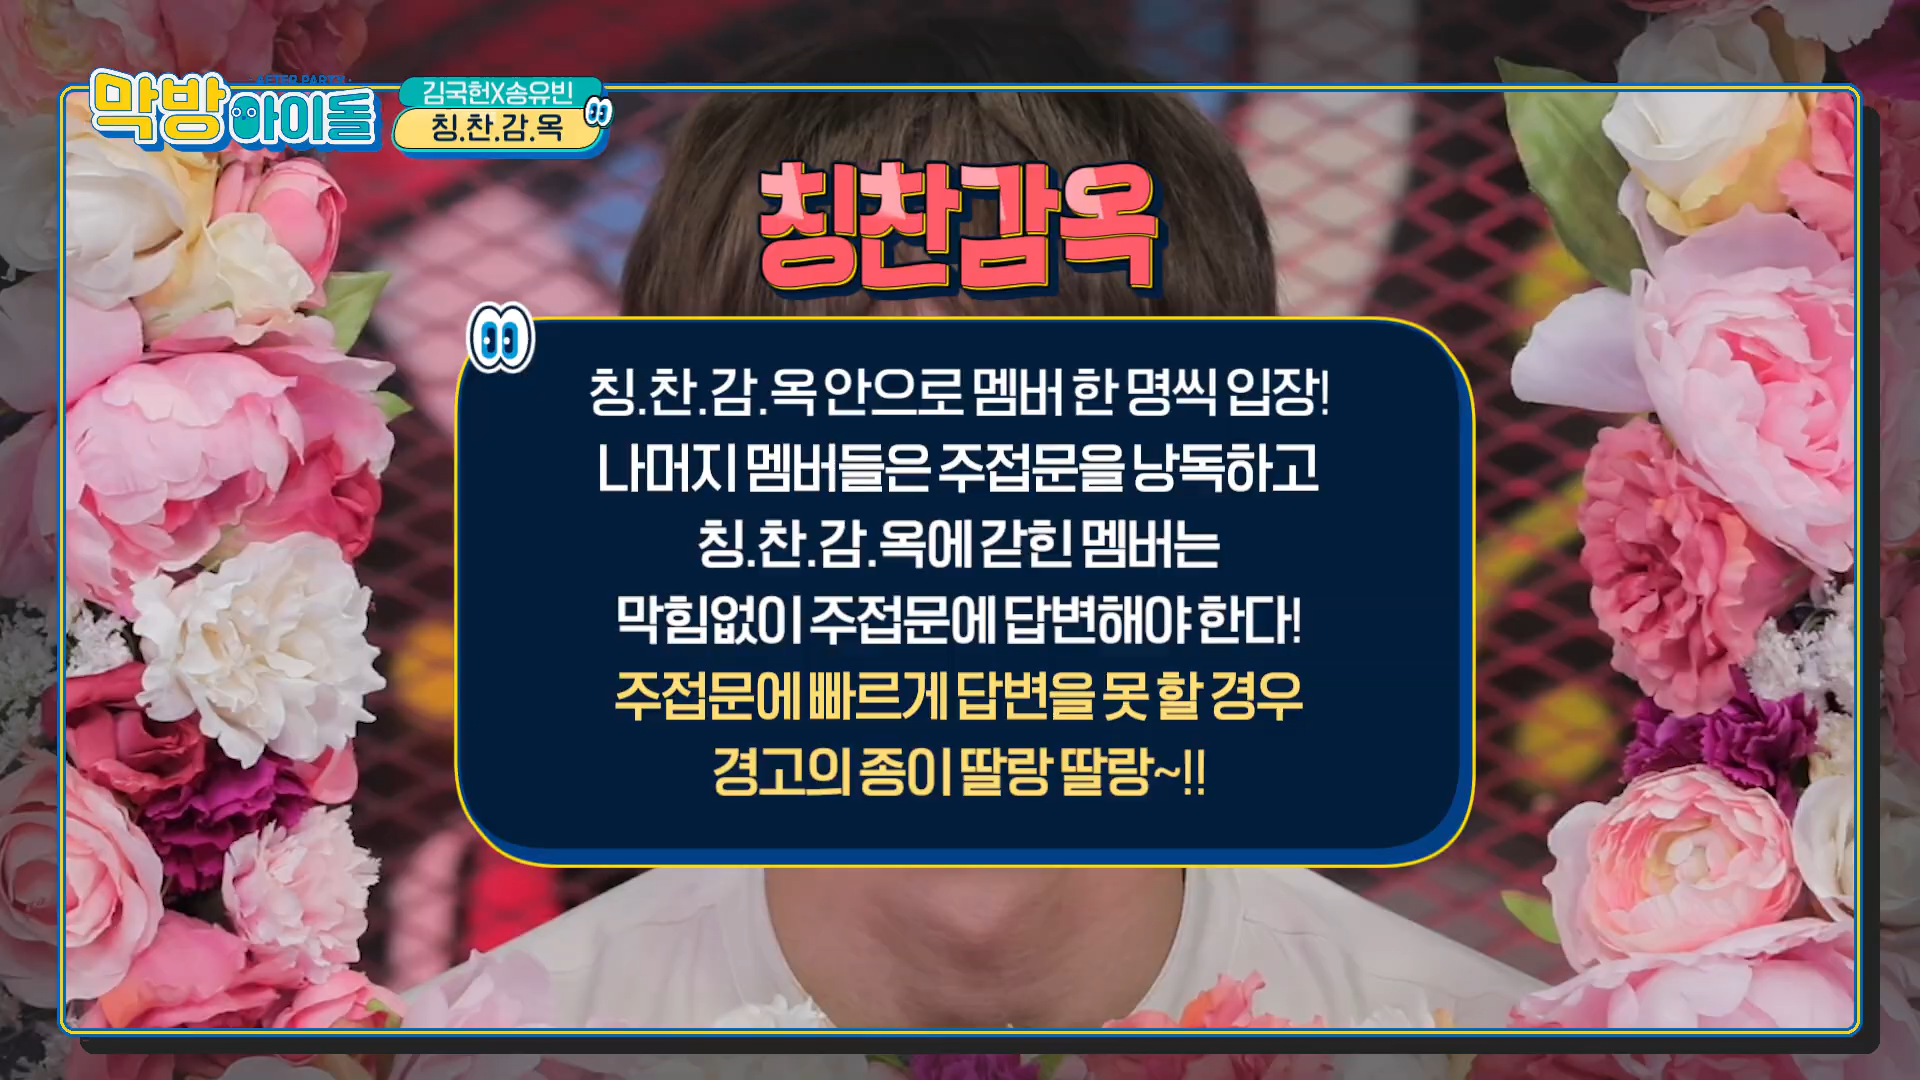 AFTER PARTY
막방아이돌
김국헌X송유빈
칭.찬.감.옥
칭찬감옥
칭.찬.감.옥 안으로 멤버 한 명씩 입장!
나머지 멤버들은 주접문을 낭독하고
칭.찬.감.옥에 갇힌 멤버는
막힘없이 주접문에 답변해야 한다!
주접문에 빠르게 답변을 못 할 경우
경고의 종이 딸랑 딸랑~!!